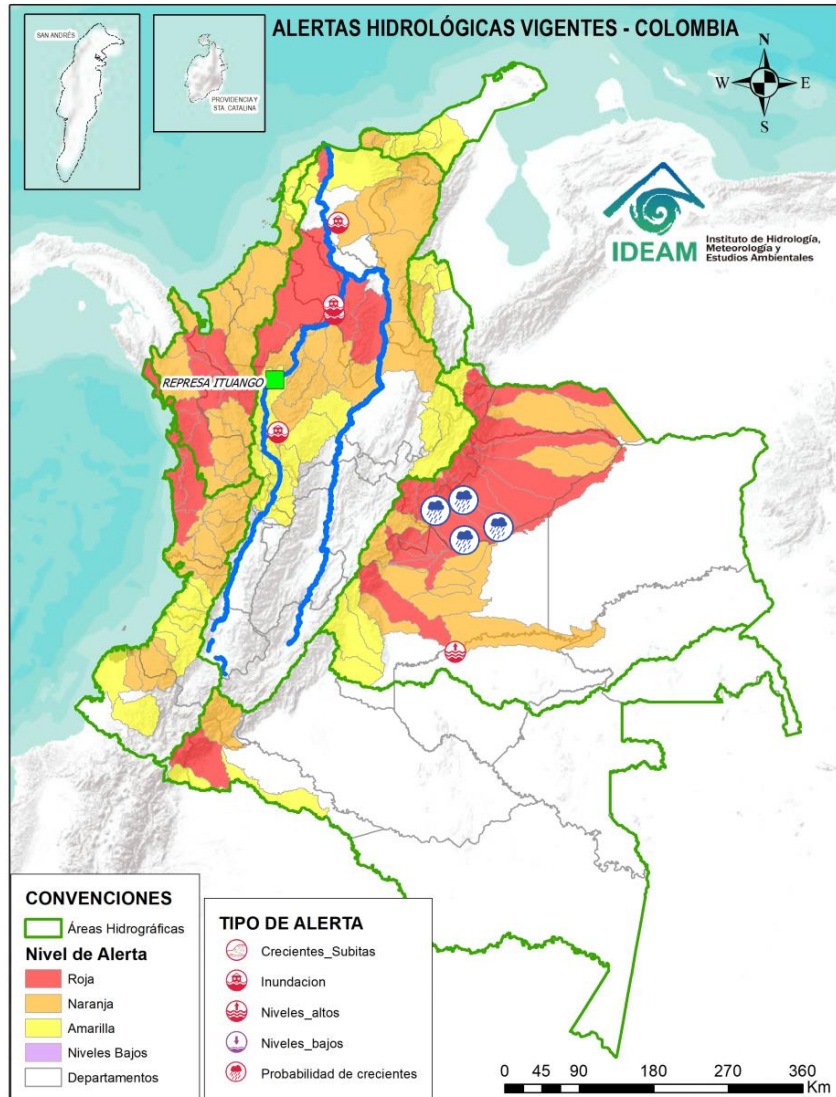 ALERTAS HIDROLÓGICAS VIGENTES - COLOMBIA
SAN ANDRÉS
PROVIDENCIA Y
STA. CATALINA
N
W E
S
IDEAM
Instituto de Hidrología,
Meteorología y
Estudios Ambientales
REPRESA ITUANGO
CONVENCIONES
Áreas Hidrográficas
Nivel de Alerta
Roja
Naranja
Amarilla
Niveles Bajos
Departamentos
TIPO DE ALERTA
Crecientes_Subitas
Inundacion
Niveles_altos
Niveles_bajos
Probabilidad de crecientes
0 45 90 180 270 360
Km